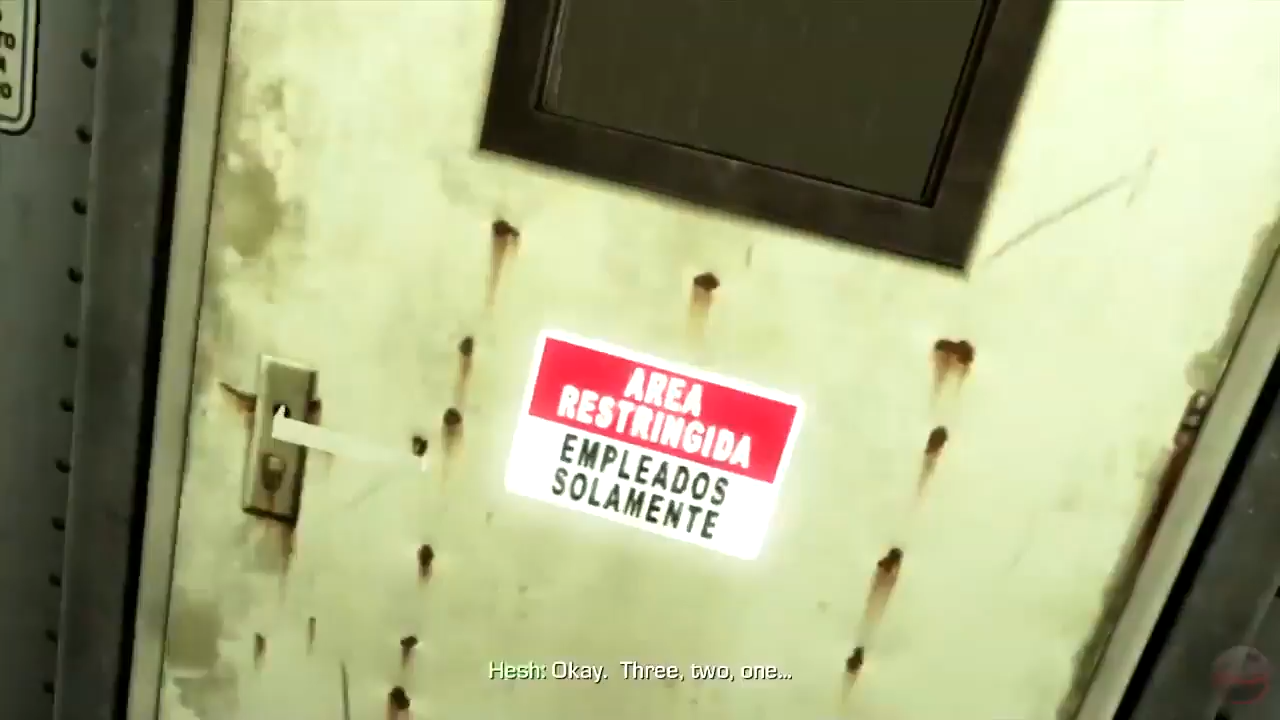 AREA
RESTRINGIDA
EMPLEADOS
SOLAMENTE
Hesh: Okay. Three, two, one...